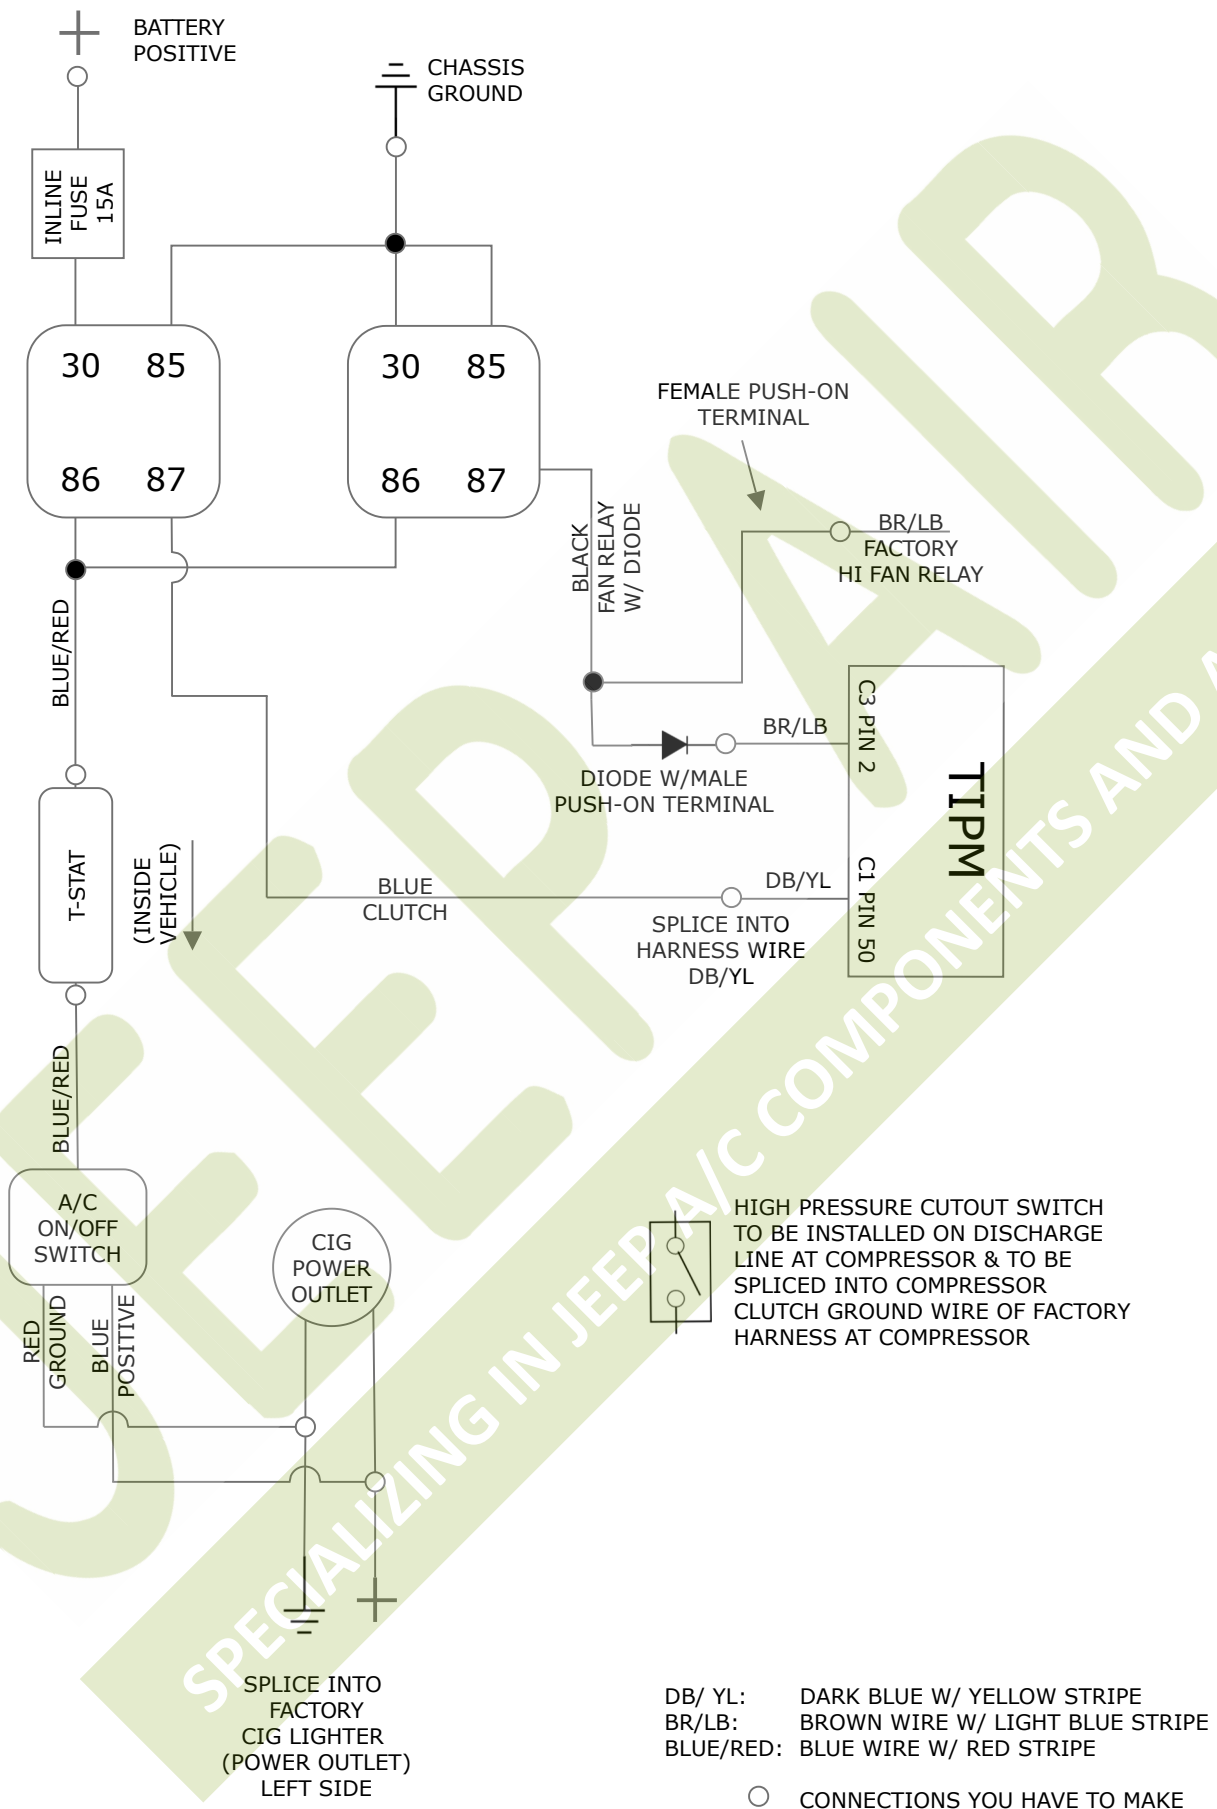 BATTERY
POSITIVE
CHASSIS
GROUND
INLINE
FUSE
15A
30 85
86 87
30 85
86 87
FEMALE PUSH-ON
TERMINAL
BR/LB
FACTORY
HI FAN RELAY
BLACK
FAN RELAY
W/ DIODE
BLUE/RED
BR/LB
DIODE W/MALE
PUSH-ON TERMINAL
C3 PIN 2
TIPM
C1 PIN 50
T-STAT
(INSIDE
VEHICLE)
BLUE
CLUTCH
DB/YL
SPLICE INTO
HARNESS WIRE
DB/YL
BLUE/RED
A/C
ON/OFF
SWITCH
CIG
POWER
OUTLET
RED
GROUND
BLUE
POSITIVE
HIGH PRESSURE CUTOUT SWITCH
TO BE INSTALLED ON DISCHARGE
LINE AT COMPRESSOR & TO BE
SPLICED INTO COMPRESSOR
CLUTCH GROUND WIRE OF FACTORY
HARNESS AT COMPRESSOR
SPLICE INTO
FACTORY
CIG LIGHTER
(POWER OUTLET)
LEFT SIDE
DB/ YL: DARK BLUE W/ YELLOW STRIPE
BR/LB: BROWN WIRE W/ LIGHT BLUE STRIPE
BLUE/RED: BLUE WIRE W/ RED STRIPE
CONNECTIONS YOU HAVE TO MAKE
JEEP AIR
SPECIALIZING IN JEEP A/C COMPONENTS AND